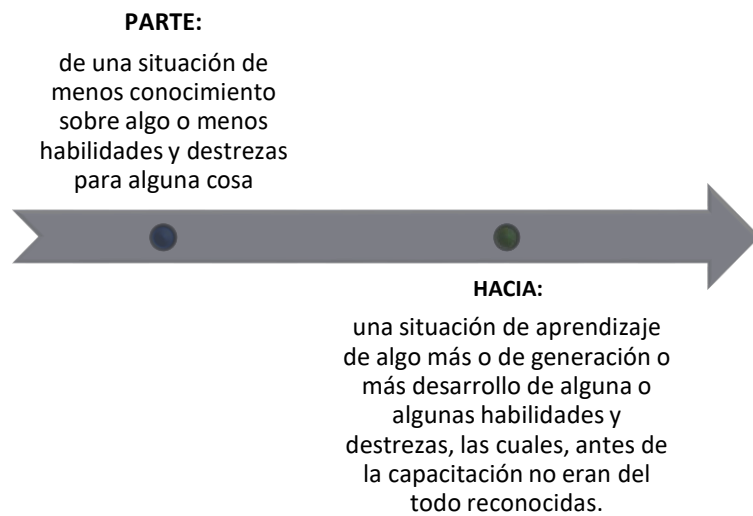 PARTE:
de una situación de
menos conocimiento
sobre algo o menos
habilidades y destrezas
para alguna cosa
HACIA:
una situación de aprendizaje
de algo más o de generación o
más desarrollo de alguna o
algunas habilidades y
destrezas, las cuales, antes de
la capacitación no eran del
todo reconocidas.